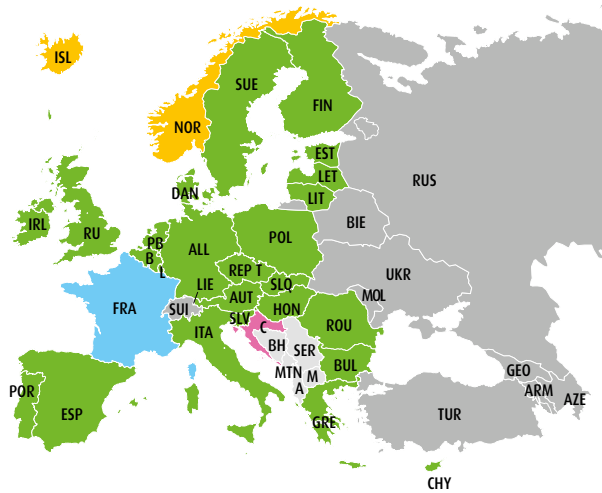 ISL
SUE
FIN
NOR
EST
LET
RUS
DAN
LIT
IRL
RU
PB
B
L
ALL
POL
BIE
REP T
UKR
LIE
SLQ
MOL
AUT
HON
FRA
SUI
SLV
C
ROU
ITA
BH
SER
BUL
MTN
M
A
GEO
ARM
AZE
POR
ESP
GRE
TUR
CHY